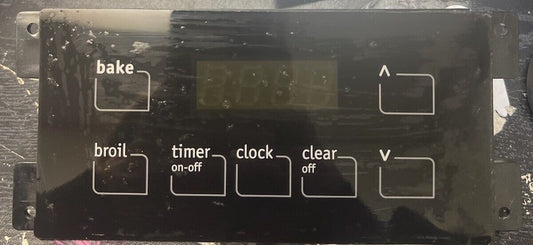 bake
^
broil
timer
on-off
clock
clear
off
v